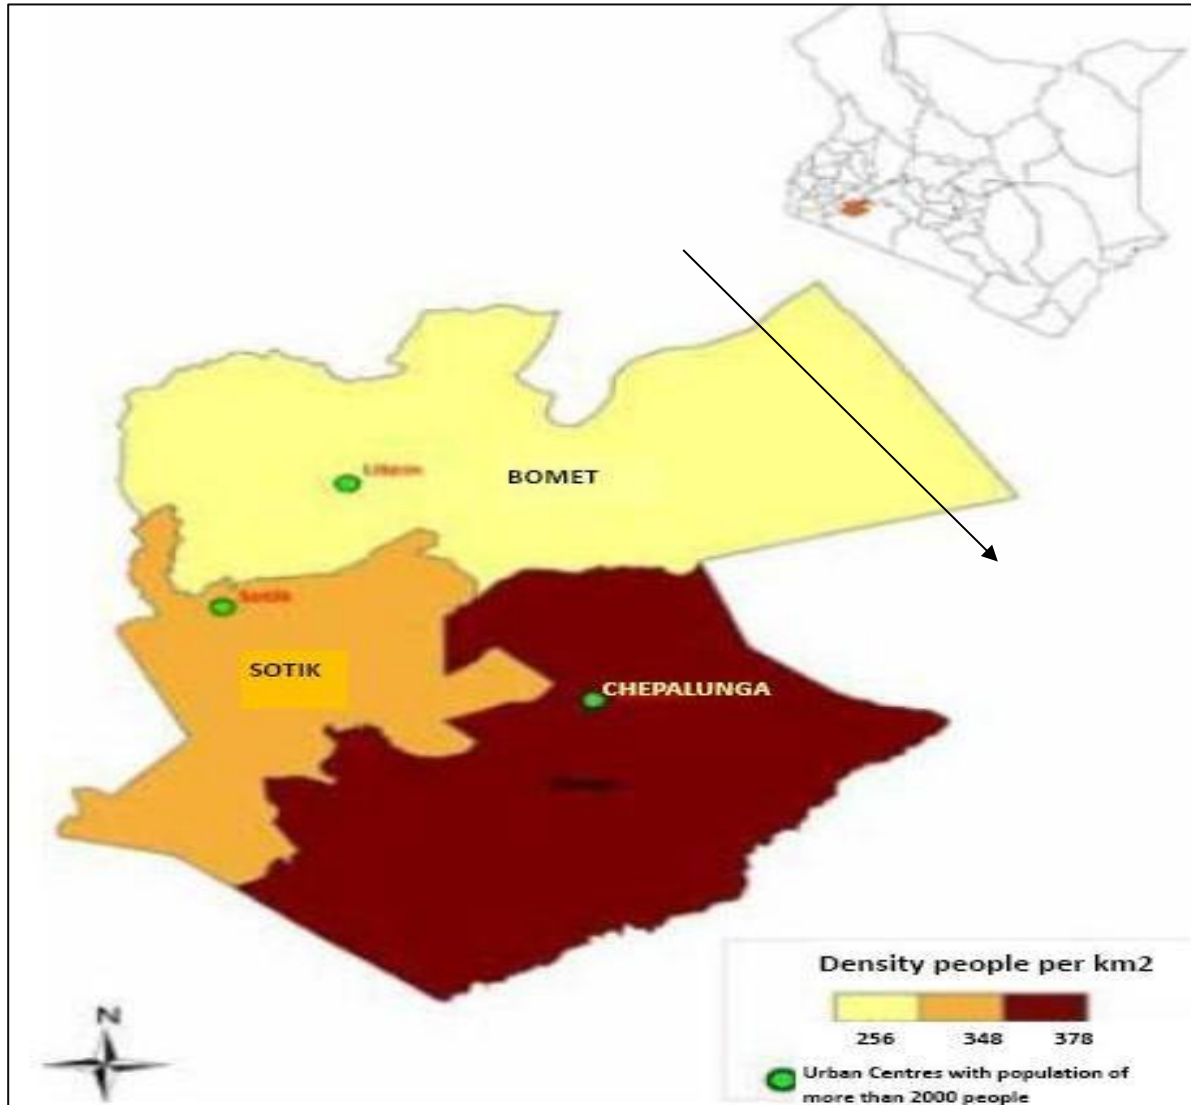 Litein
BOMET
Sotik
SOTIK
CHEPALUNGA
Density people per km2
256 348 378
Urban Centres with population of
more than 2000 people
N